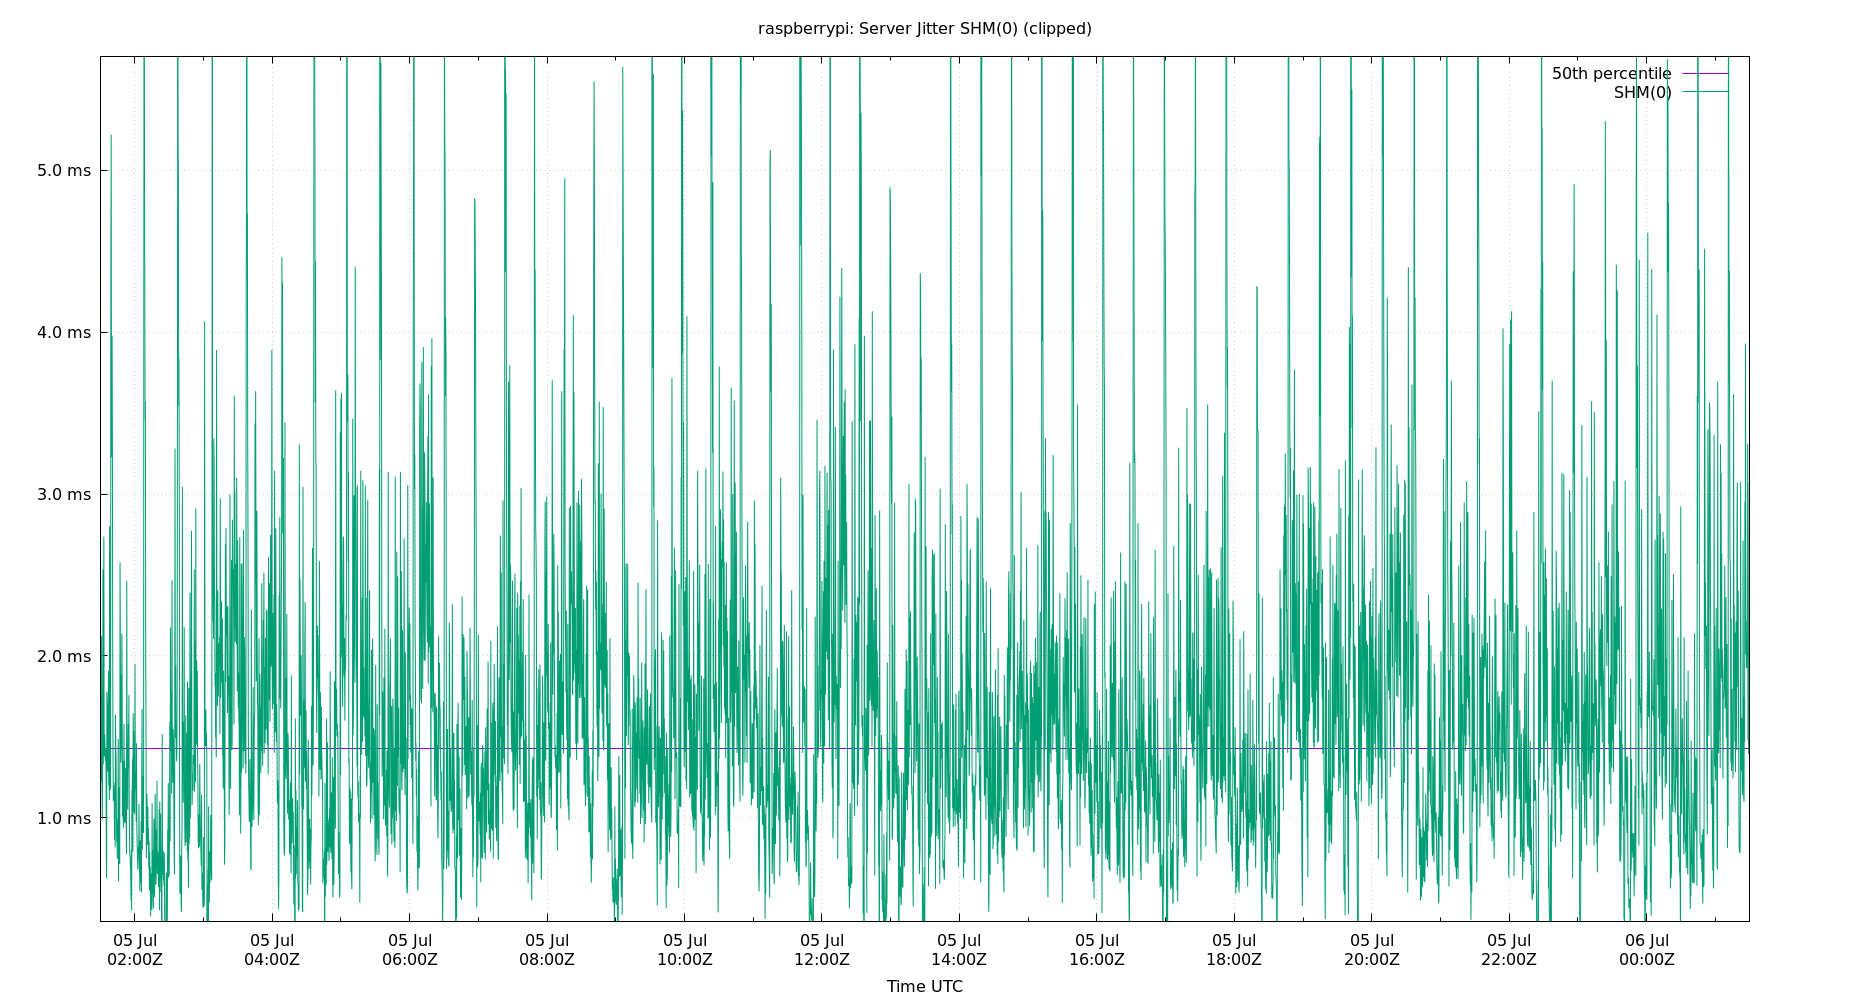 raspberrypi: Server Jitter SHM(0) (clipped)
50th percentile
SHM(0)
5.0 ms
4.0 ms
3.0 ms
2.0 ms
1.0 ms
05 Jul 05 Jul 05 Jul 05 Jul 05 Jul 05 Jul 05 Jul 05 Jul 05 Jul 05 Jul 05 Jul 06 Jul
02:00Z 04:00Z 06:00Z 08:00Z 10:00Z 12:00Z 14:00Z 16:00Z 18:00Z 20:00Z 22:00Z 00:00Z
Time UTC